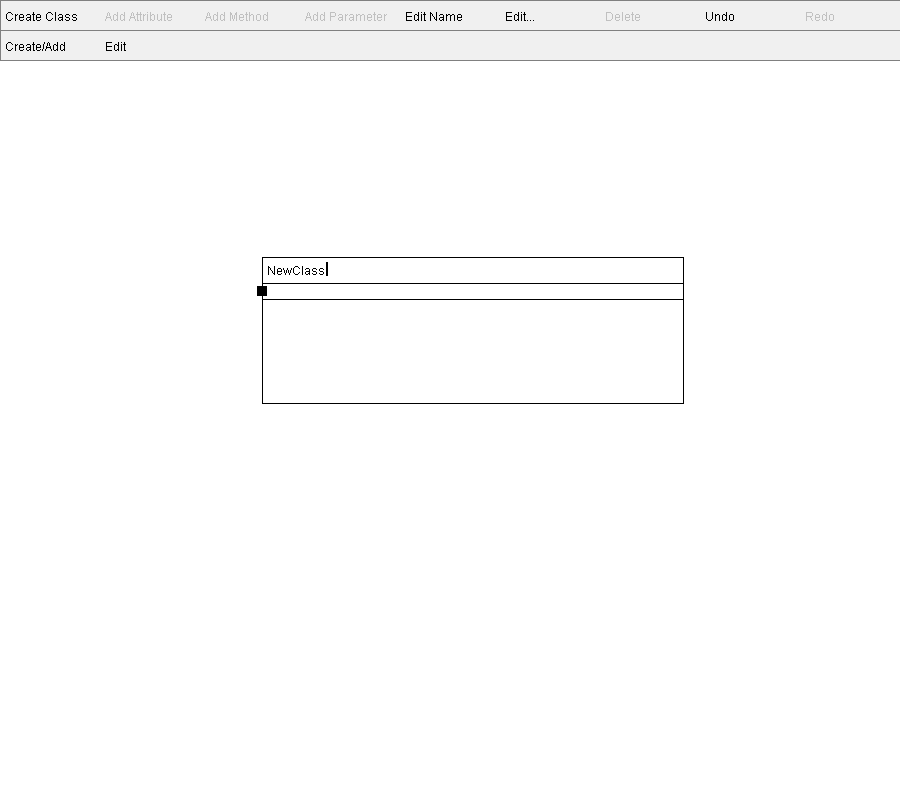 Create Class Add Attribute Add Method Add Parameter Edit Name Edit... Delete Undo Redo
Create/Add Edit
NewClass